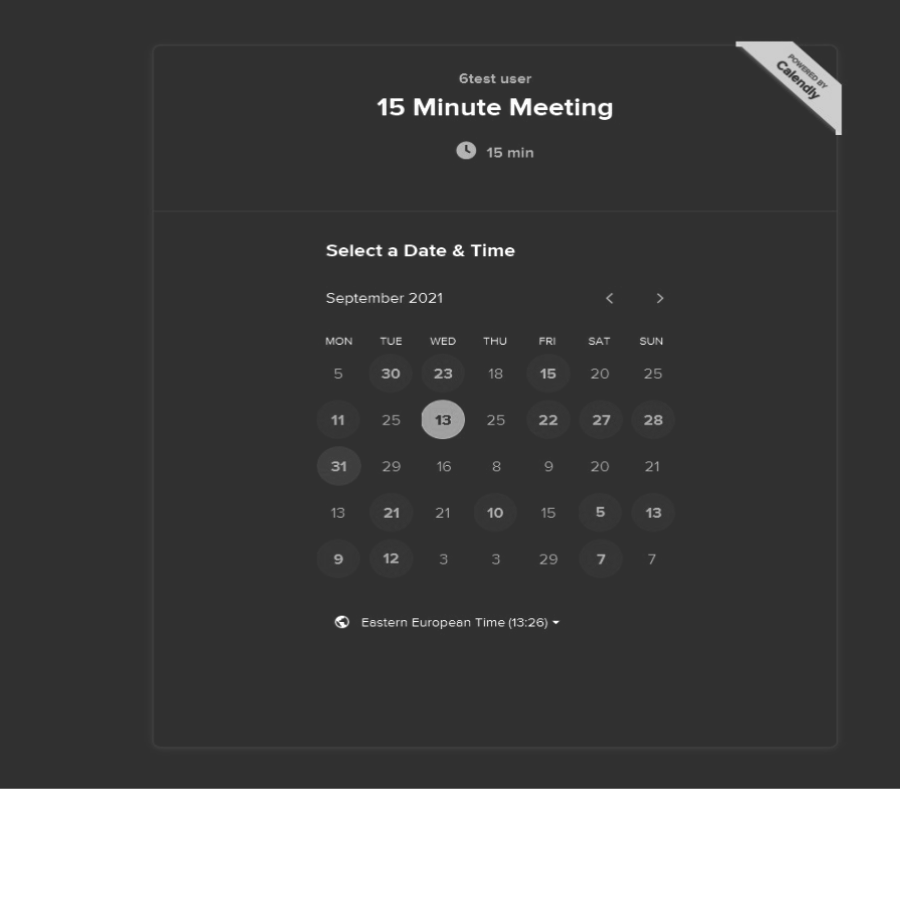 6test user
POWERED BY
Calendly
15 Minute Meeting
15 min
Select a Date & Time
September 2021
MON TUE WED THU FRI SAT SUN
5 30 23 18 15 20 25
11 25 13 25 22 27 28
31 29 16 8 9 20 21
13 21 21 10 15 5 13
9 12 3 3 29 7 7
Eastern European Time (13:26)